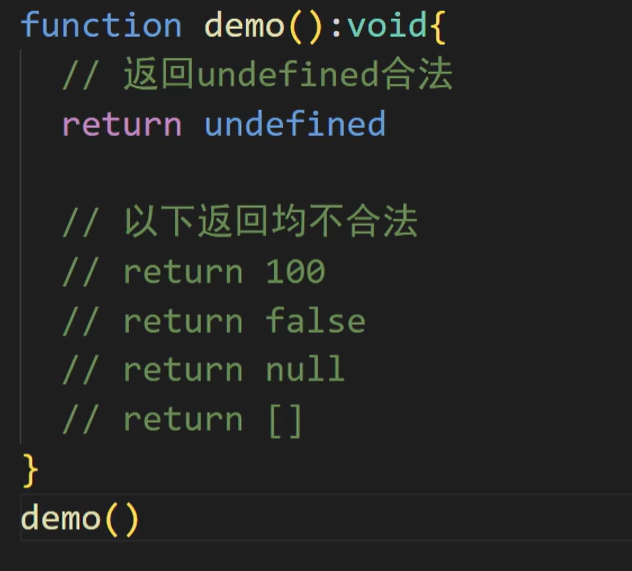 function demo():void{
  // 返回undefined合法
  return undefined

  // 以下返回均不合法
  // return 100
  // return false
  // return null
  // return []
}
demo()